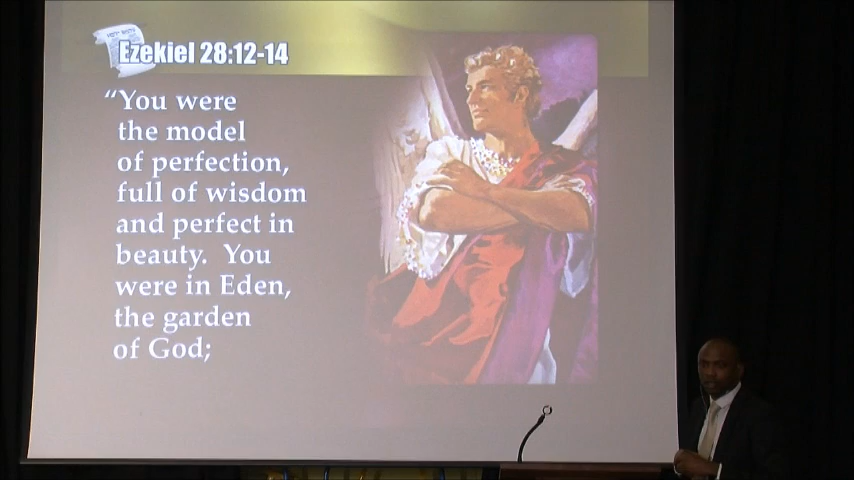 Ezekiel 28:12-14
“You were
the model
of perfection,
full of wisdom
and perfect in
beauty. You
were in Eden,
the garden
of God;